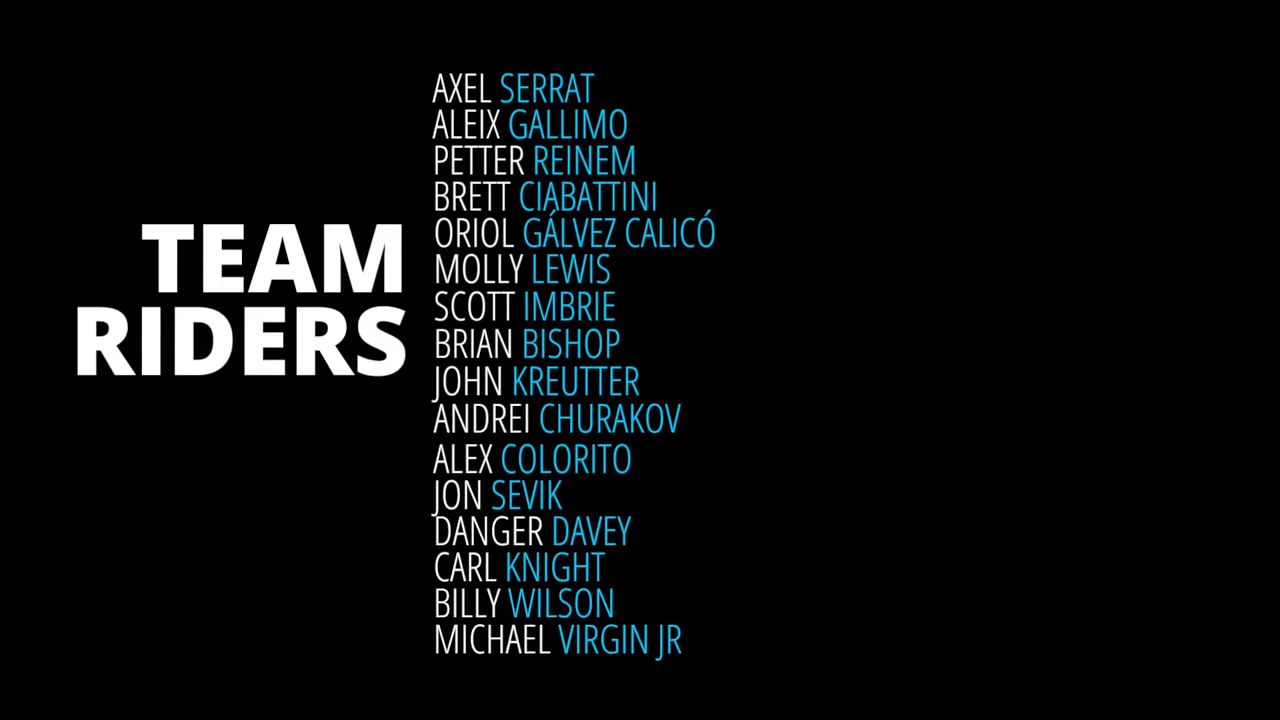 TEAM
RIDERS
AXEL SERRAT
ALEIX GALLIMO
PETTER REINEM
BRETT CIABATTINI
ORIOL GÁLVEZ CALICÓ
MOLLY LEWIS
SCOTT IMBRIE
BRIAN BISHOP
JOHN KREUTTER
ANDREI CHURAKOV
ALEX COLORITO
JON SEVIK
DANGER DAVEY
CARL KNIGHT
BILLY WILSON
MICHAEL VIRGIN JR